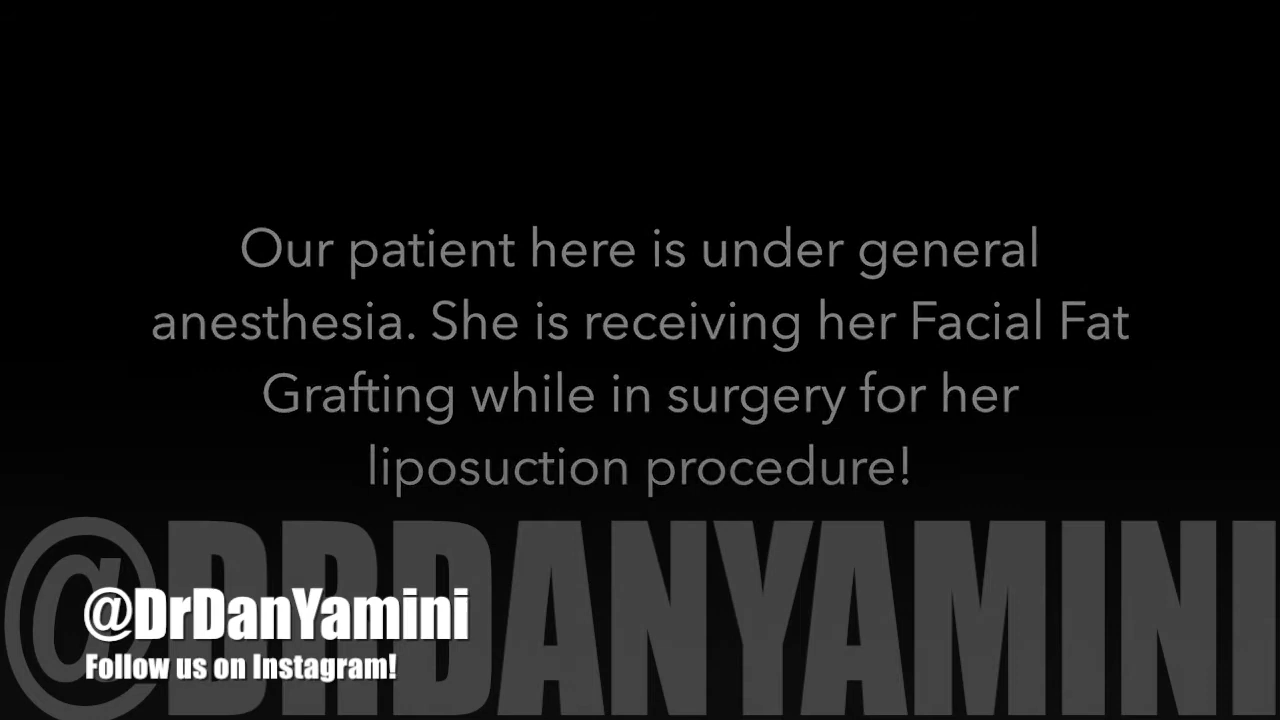 Our patient here is under general
anesthesia. She is receiving her Facial Fat
Grafting while in surgery for her
liposuction procedure!
@DRDANYAMINI
@DrDanYamini
Follow us on Instagram!